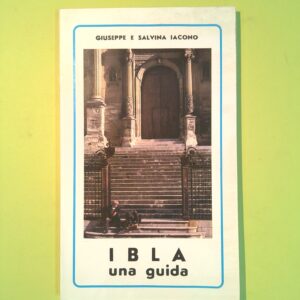 GIUSEPPE E SALVINA IACONO
IBLA
una guida